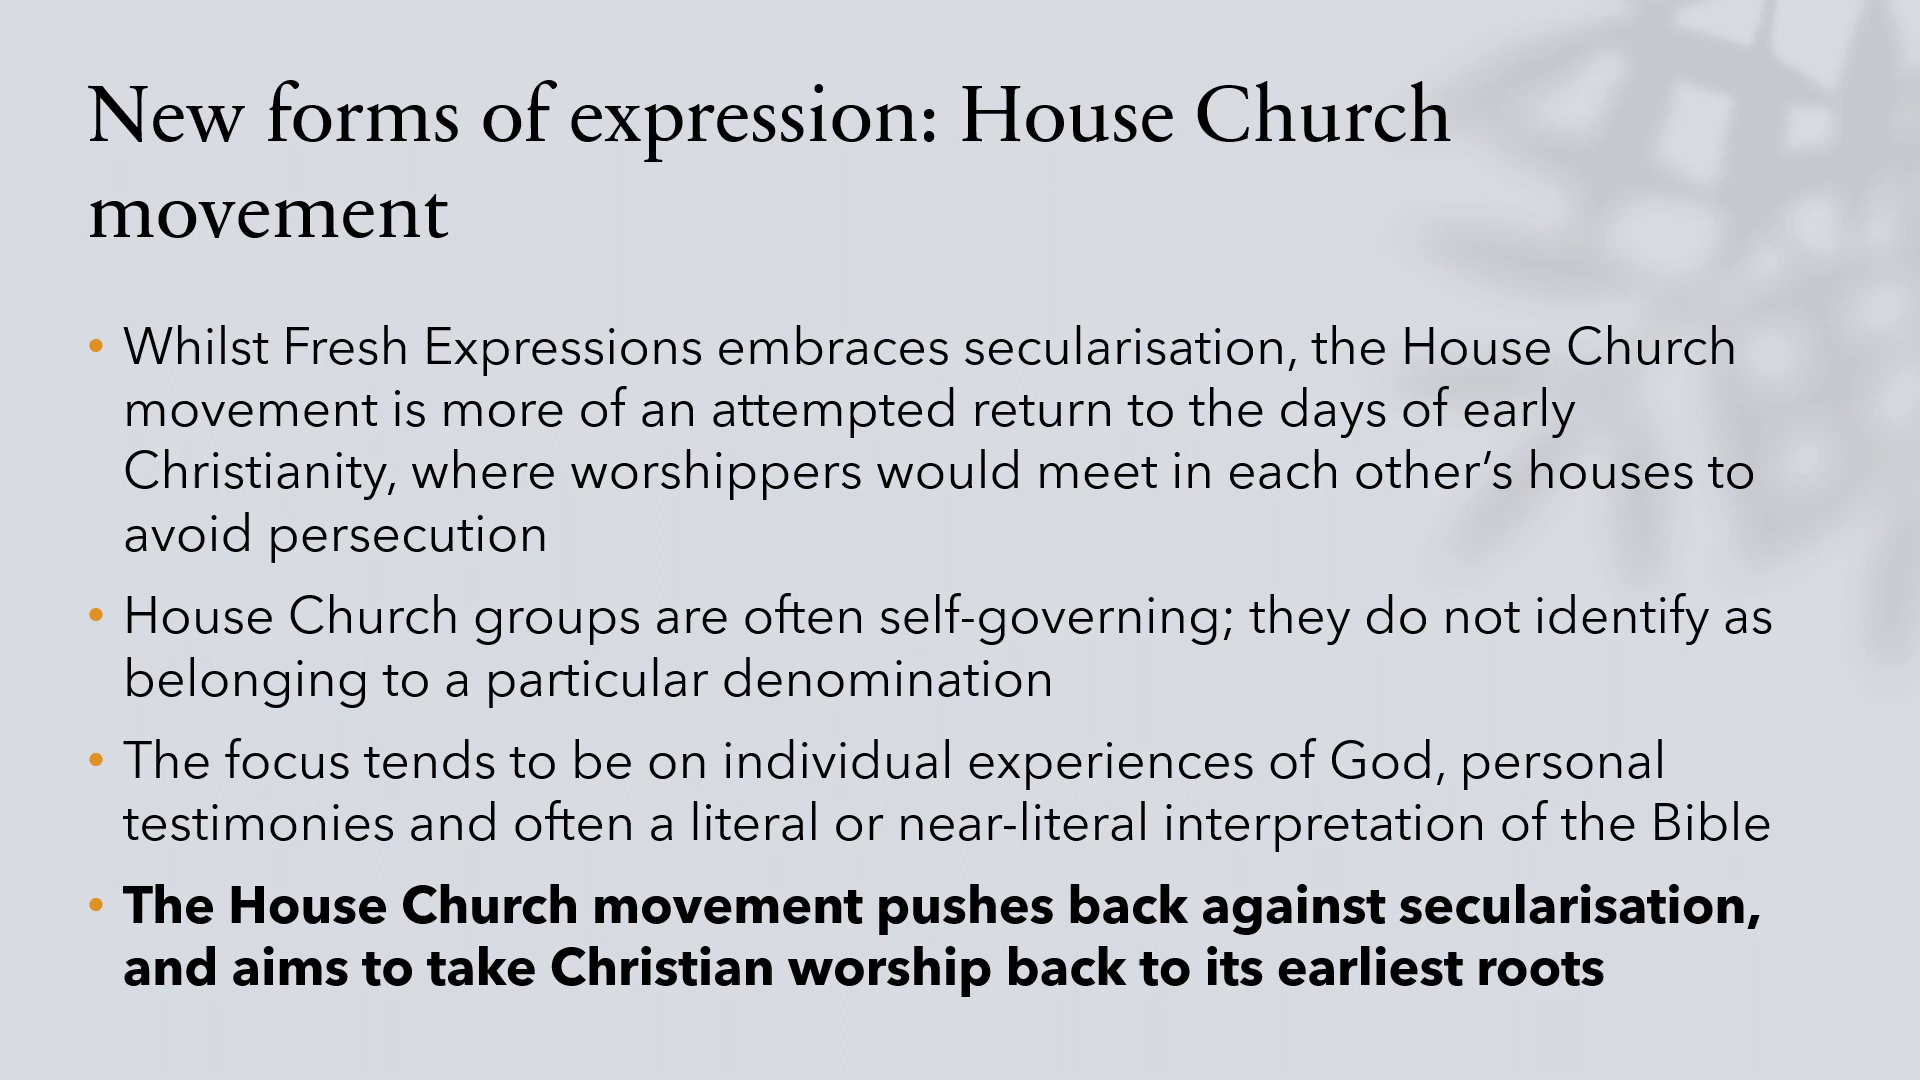 New forms of expression: House Church
movement
• Whilst Fresh Expressions embraces secularisation, the House Church
movement is more of an attempted return to the days of early
Christianity, where worshippers would meet in each other’s houses to
avoid persecution
• House Church groups are often self-governing; they do not identify as
belonging to a particular denomination
• The focus tends to be on individual experiences of God, personal
testimonies and often a literal or near-literal interpretation of the Bible
• The House Church movement pushes back against secularisation,
and aims to take Christian worship back to its earliest roots